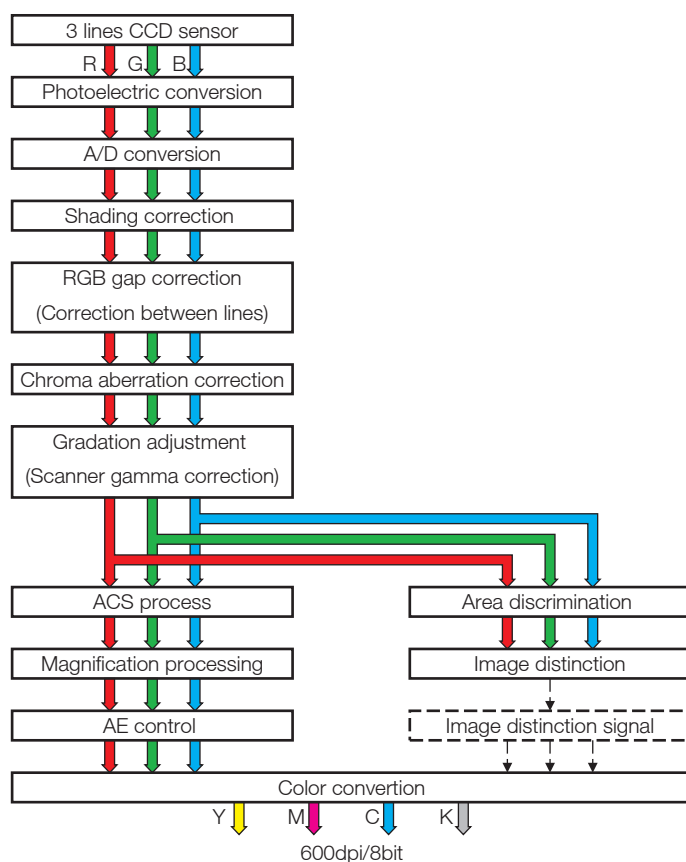 3 lines CCD sensor
R G B
Photoelectric conversion
A/D conversion
Shading correction
RGB gap correction
(Correction between lines)
Chroma aberration correction
Gradation adjustment
(Scanner gamma correction)
ACS process
Area discrimination
Magnification processing
Image distinction
AE control
Image distinction signal
Color convertion
Y M C K
600dpi/8bit